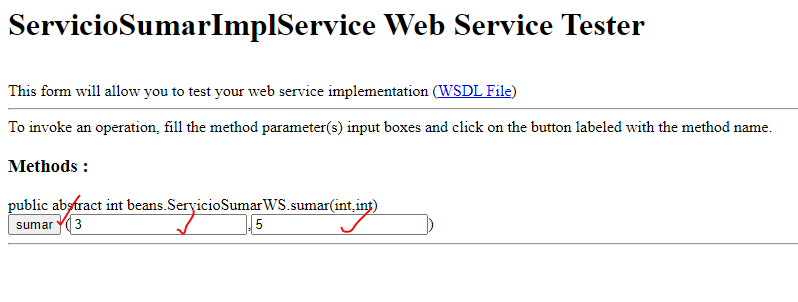 ServicioSumarImplService Web Service Tester
This form will allow you to test your web service implementation (WSDL File)
To invoke an operation, fill the method parameter(s) input boxes and click on the button labeled with the method name.
Methods :
public abstract int beans.ServicioSumarWS.sumar(int,int)
sumar (3 ,5 )